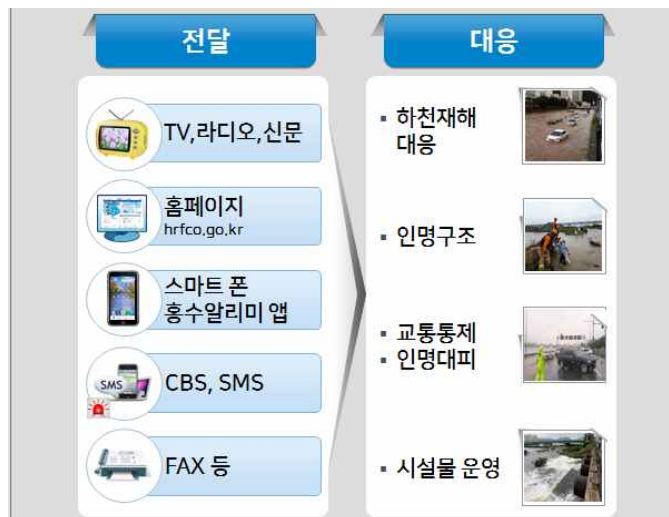 전달
TV,라디오,신문
홈페이지
hrfco.go.kr
스마트 폰
홍수알리미 앱
SMS
CBS, SMS
FAX 등
대응
▪ 하천재해
대응
▪ 인명구조
▪ 교통통제
▪ 인명대피
▪ 시설물 운영